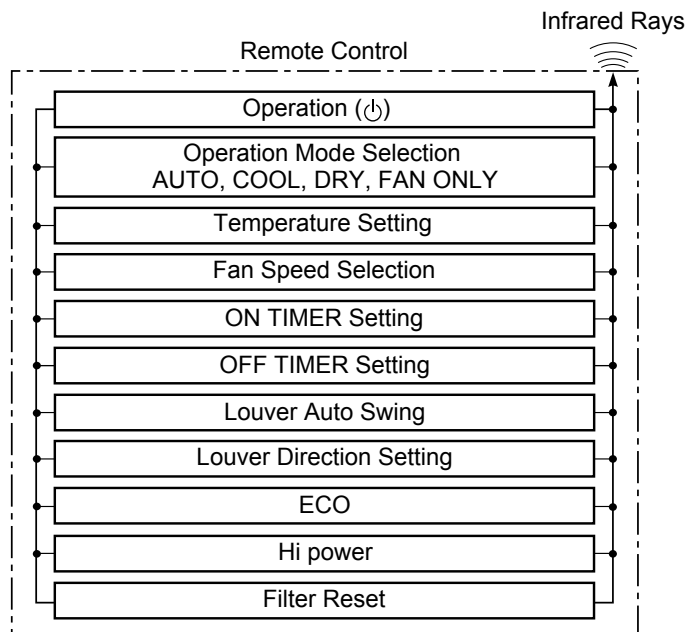 Infrared Rays
Remote Control
Operation (⏻)
Operation Mode Selection
AUTO, COOL, DRY, FAN ONLY
Temperature Setting
Fan Speed Selection
ON TIMER Setting
OFF TIMER Setting
Louver Auto Swing
Louver Direction Setting
ECO
Hi power
Filter Reset